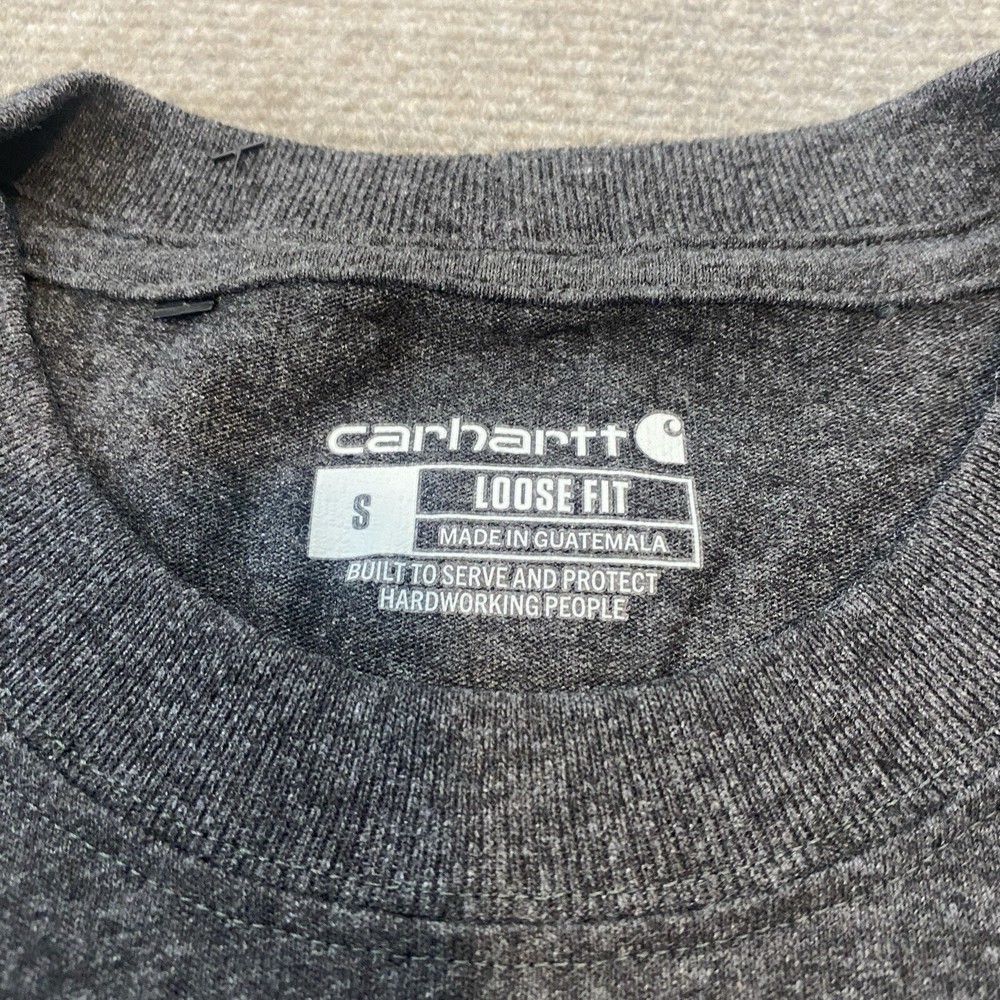 carhartt
S
LOOSE FIT
MADE IN GUATEMALA
BUILT TO SERVE AND PROTECT
HARDWORKING PEOPLE